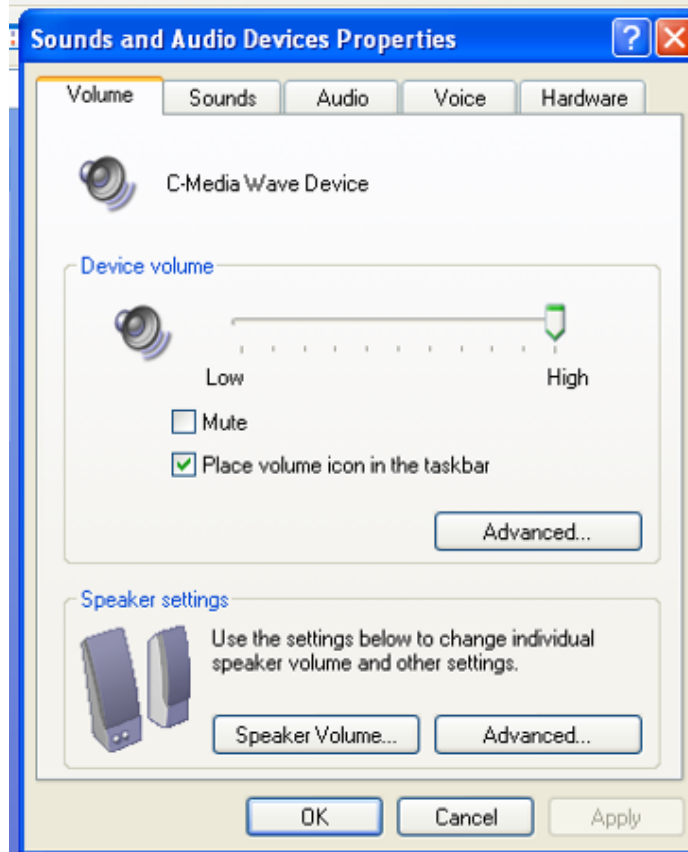 Sounds and Audio Devices Properties
Volume Sounds Audio Voice Hardware
C-Media Wave Device
Device volume
Low High
Mute
Place volume icon in the taskbar
Advanced...
Speaker settings
Use the settings below to change individual
speaker volume and other settings.
Speaker Volume... Advanced...
OK Cancel Apply